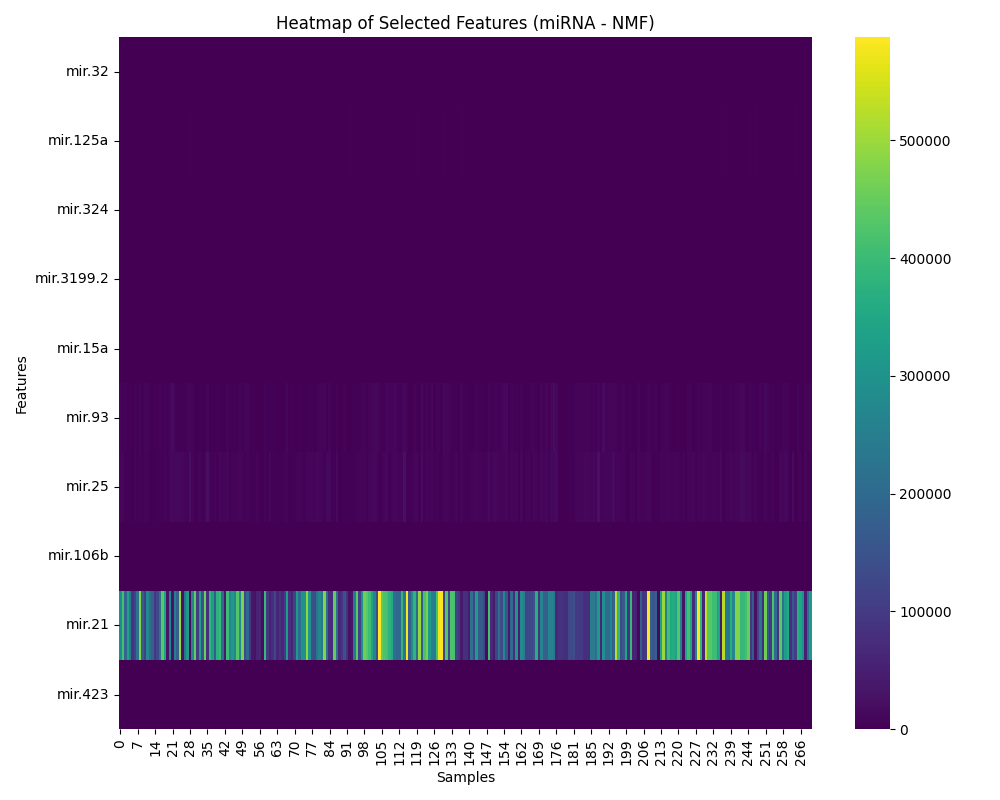 Heatmap of Selected Features (miRNA - NMF)
mir.32
mir.125a
mir.324
mir.3199.2
mir.15a
mir.93
mir.25
mir.106b
mir.21
mir.423
Features
0 7 14 21 28 35 42 49 56 63 70 77 84 91 98 105 112 119 126 133 140 147 154 162 169 176 181 185 192 199 206 213 220 227 232 239 244 251 258 266
Samples
500000
400000
300000
200000
100000
0